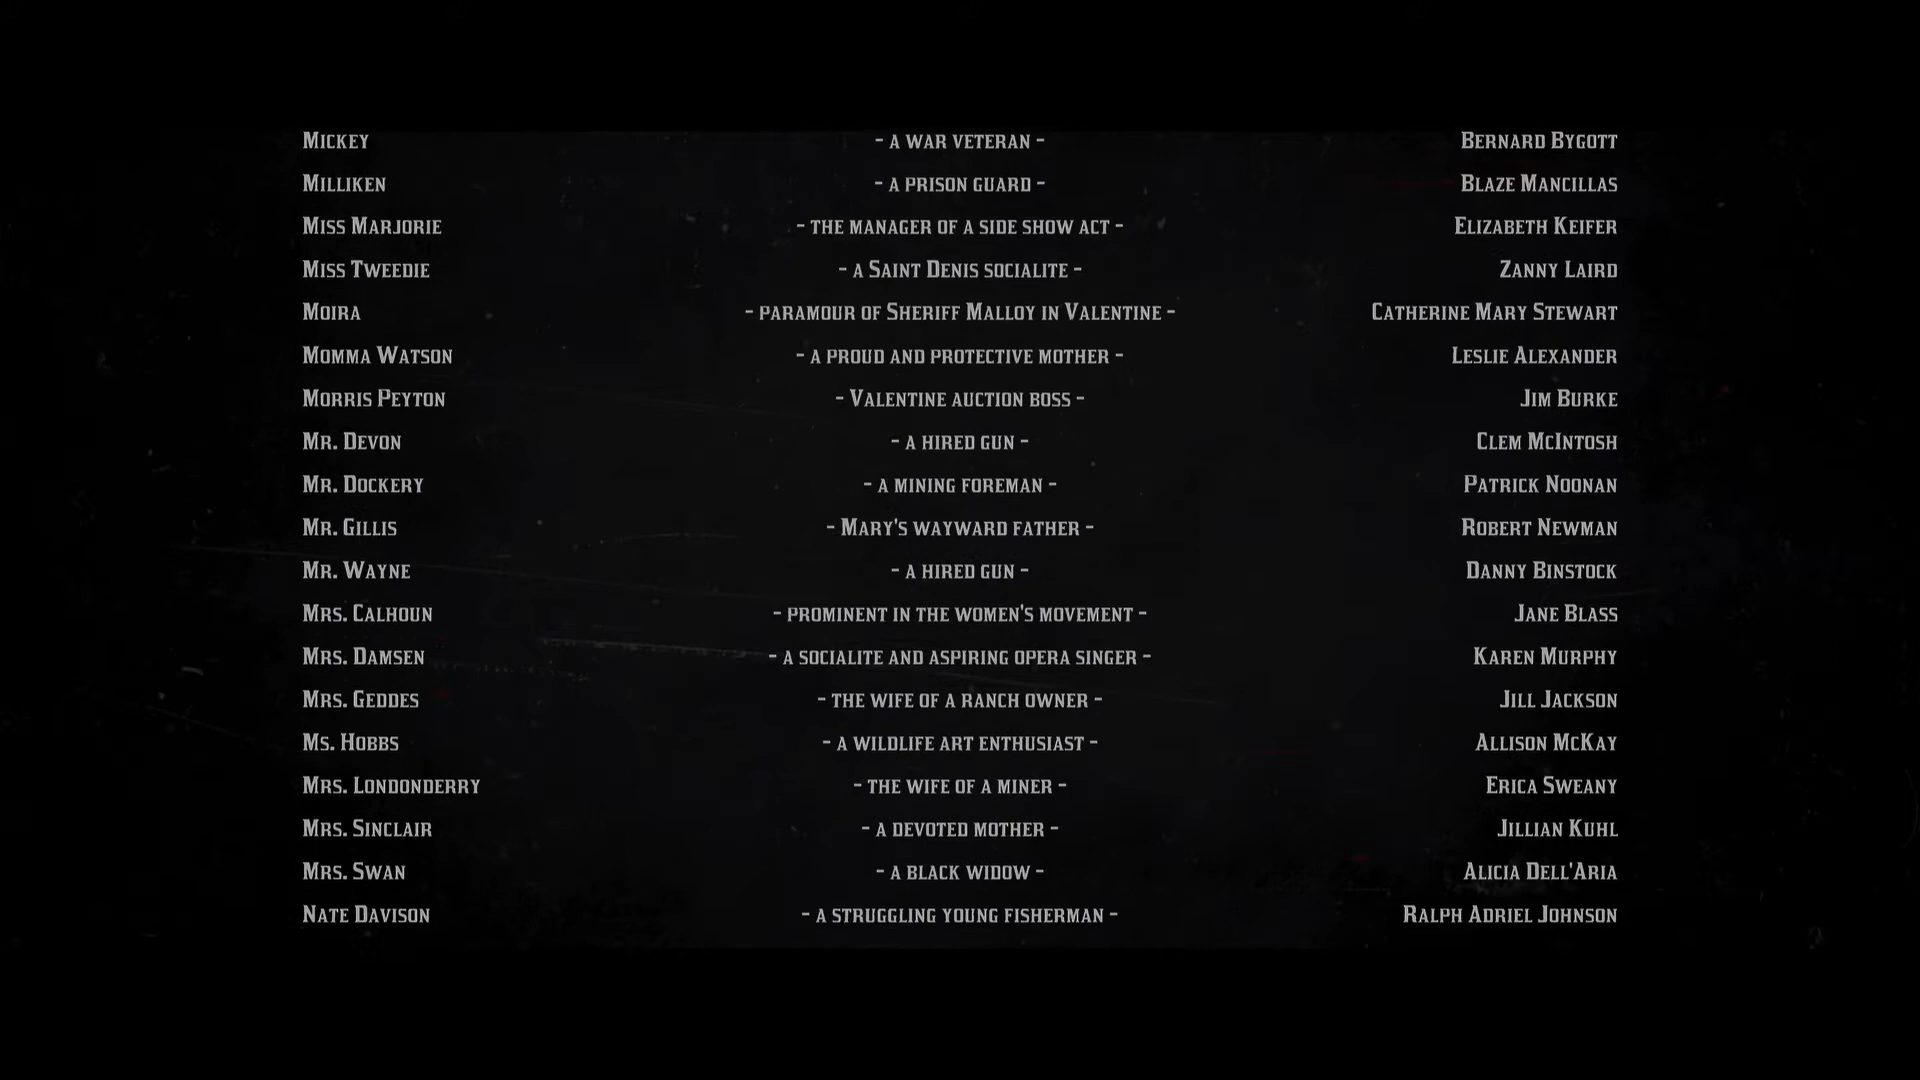 Mickey - a war veteran - Bernard Bygott
Milliken - a prison guard - Blaze Mancillas
Miss Marjorie - the manager of a side show act - Elizabeth Keifer
Miss Tweedie - a Saint Denis socialite - Zanny Laird
Moira - paramour of Sheriff Malloy in Valentine - Catherine Mary Stewart
Momma Watson - a proud and protective mother - Leslie Alexander
Morris Peyton - Valentine auction boss - Jim Burke
Mr. Devon - a hired gun - Clem McIntosh
Mr. Dockery - a mining foreman - Patrick Noonan
Mr. Gillis - Mary's wayward father - Robert Newman
Mr. Wayne - a hired gun - Danny Binstock
Mrs. Calhoun - prominent in the women's movement - Jane Blass
Mrs. Damsen - a socialite and aspiring opera singer - Karen Murphy
Mrs. Geddes - the wife of a ranch owner - Jill Jackson
Ms. Hobbs - a wildlife art enthusiast - Allison McKay
Mrs. Londonderry - the wife of a miner - Erica Sweany
Mrs. Sinclair - a devoted mother - Jillian Kuhl
Mrs. Swan - a black widow - Alicia Dell'Aria
Nate Davison - a struggling young fisherman - Ralph Adriel Johnson